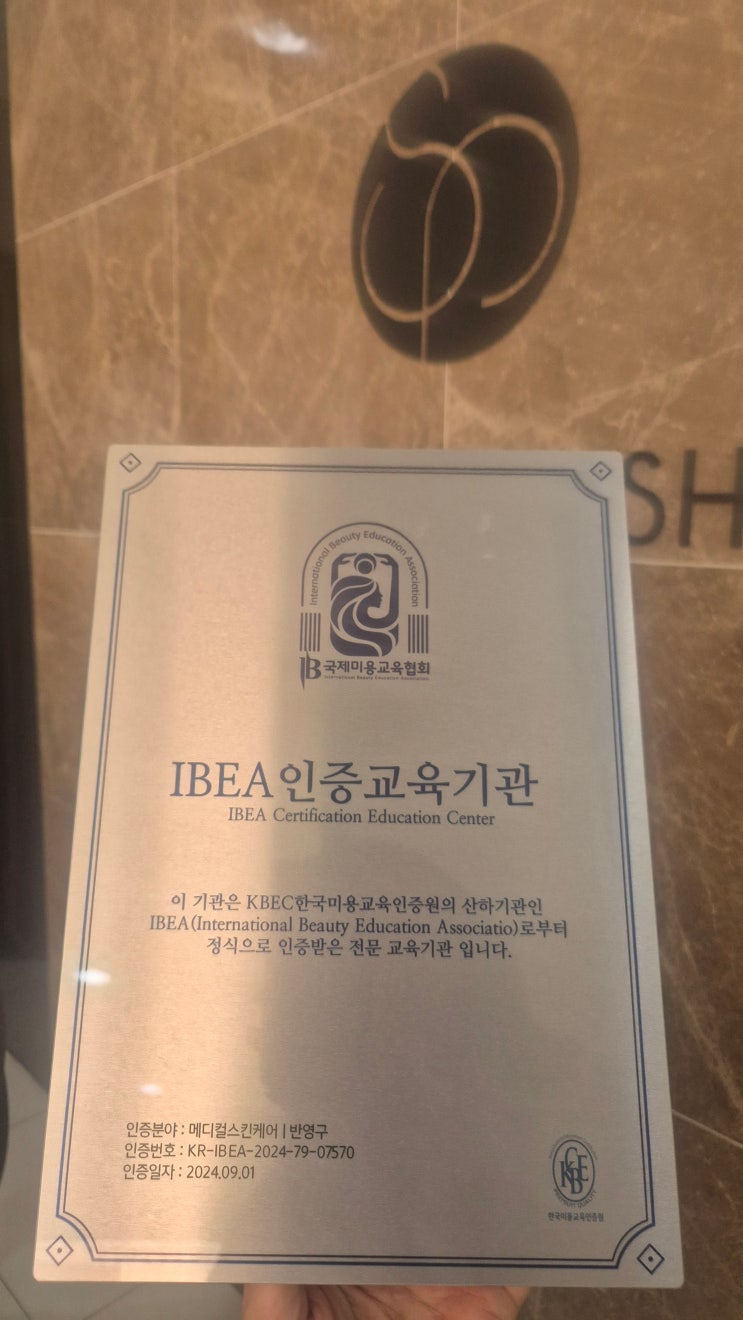 SH
International Beauty Education Association
IB국제미용교육협회
International Beauty Education Association
IBEA인증교육기관
IBEA Certification Education Center
이 기관은 KBEC한국미용교육인증원의 산하기관인
IBEA(International Beauty Education Associatio)로부터
정식으로 인증받은 전문 교육기관 입니다.
인증분야 : 메디컬스킨케어 | 반영구
인증번호 : KR-IBEA-2024-79-07570
인증일자 : 2024.09.01
한국미용교육인증원